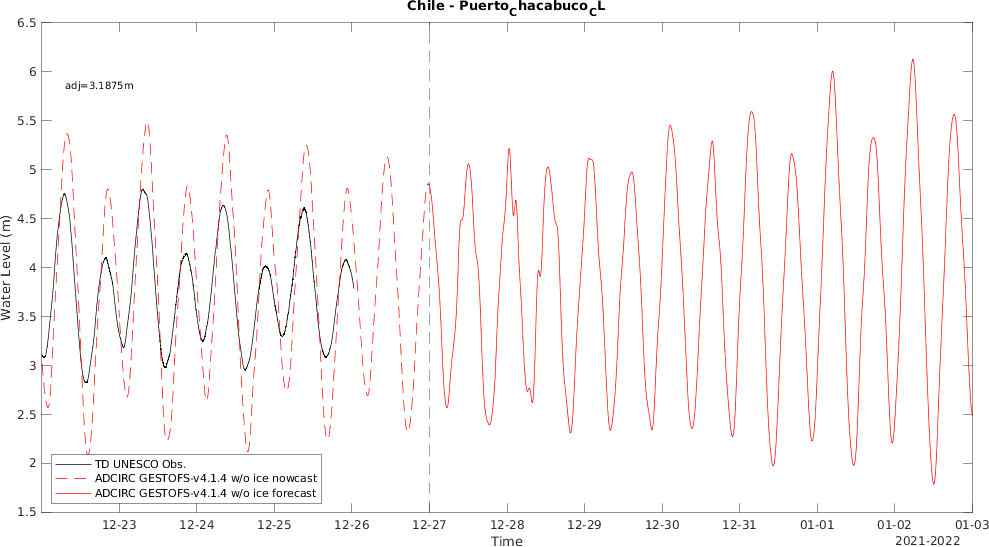 Chile - Puerto_Chacabuco_CL
6.5
6
5.5
5
4.5
4
3.5
3
2.5
2
1.5
Water Level (m)
adj=3.1875m
TD UNESCO Obs.
ADCIRC GESTOFS-v4.1.4 w/o ice nowcast
ADCIRC GESTOFS-v4.1.4 w/o ice forecast
12-23 12-24 12-25 12-26 12-27 12-28 12-29 12-30 12-31 01-01 01-02 01-03
Time
2021-2022